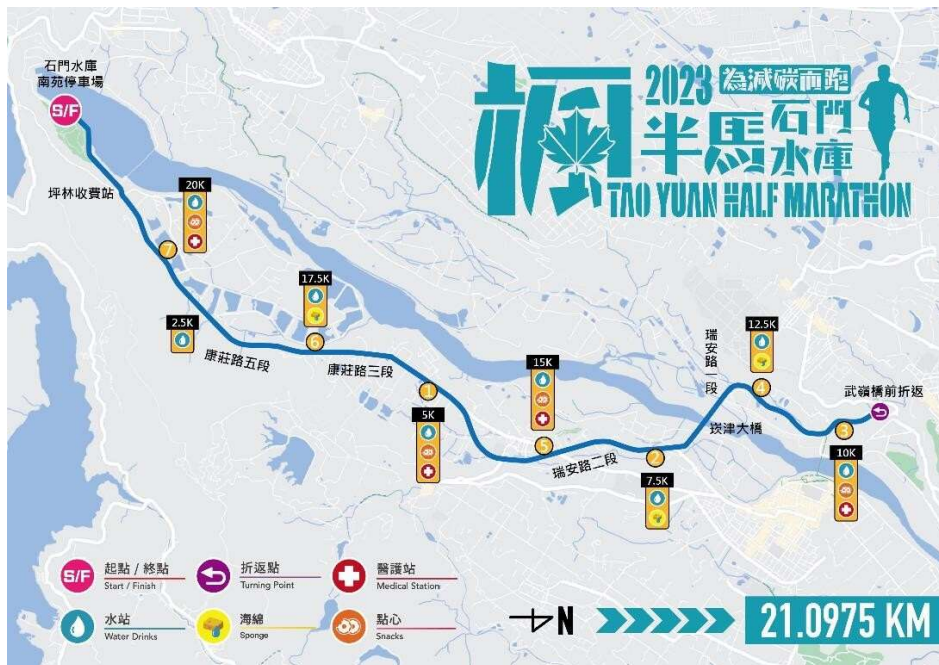 石門水庫
南苑停車場
S/F
楓
2023
為減碳而跑
半馬
石門
水庫
TAO YUAN HALF MARATHON
坪林收費站
20K
7
17.5K
2.5K
6
康莊路五段
康莊路三段
瑞安路一段
12.5K
15K
4
武嶺橋前折返
1
5K
崁津大橋
3
5
瑞安路二段
2
10K
7.5K
S/F
起點 / 終點
Start / Finish
折返點
Turning Point
醫護站
Medical Station
水站
Water Drinks
海綿
Sponge
點心
Snacks
N
21.0975 KM